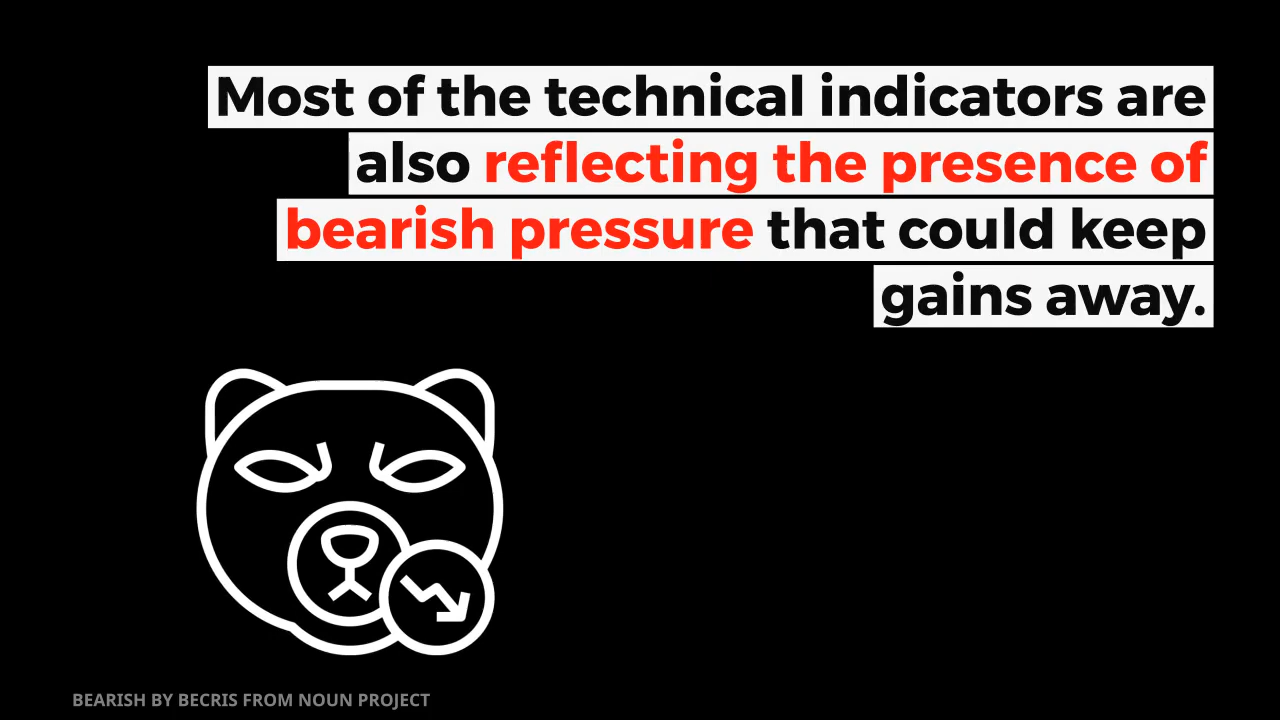 Most of the technical indicators are
also reflecting the presence of
bearish pressure that could keep
gains away.
BEARISH BY BECRIS FROM NOUN PROJECT